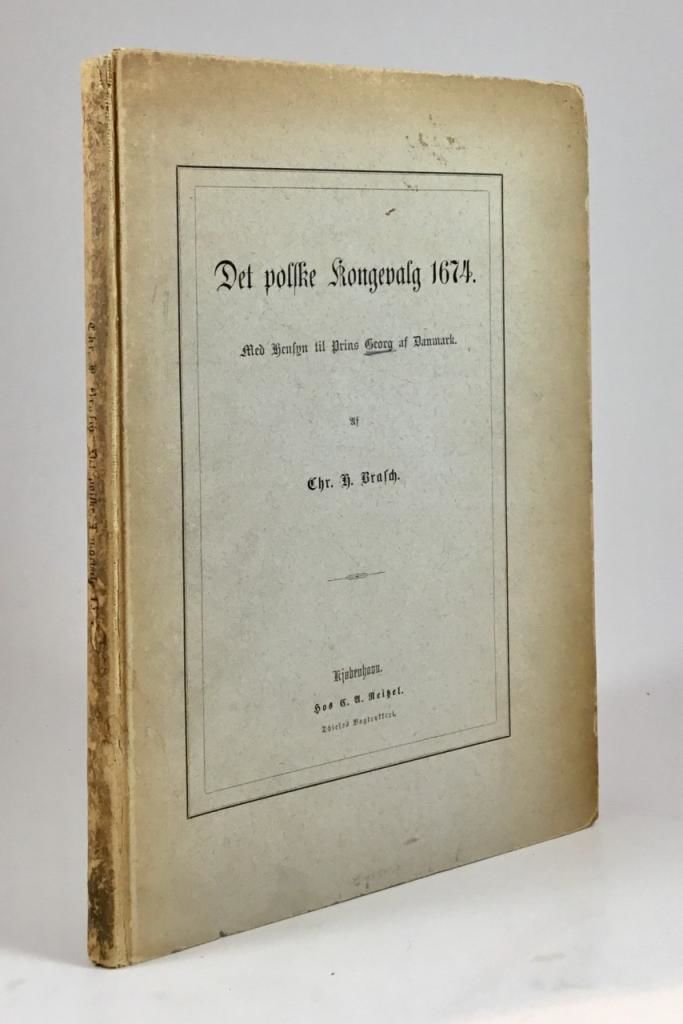 Det polske Kongevalg 1674.
Med Hensyn til Prins Georg af Danmark.
Af
Chr. H. Brasch.
Kjøbenhavn.
Hos C. A. Reitzel.
Thieles Bogtrykkeri.